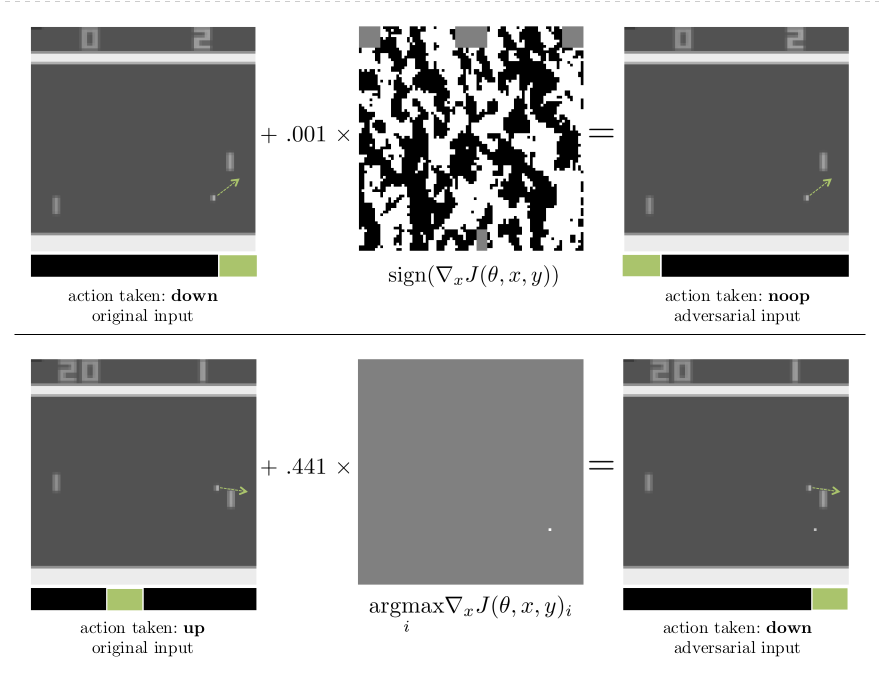 0 2
0 2
+ .001 ×
=
sign(∇ₓJ(θ, x, y))
action taken: down
original input
action taken: noop
adversarial input
20 1
20 1
+ .441 ×
=
argmax∇ₓJ(θ, x, y)ᵢ
i
action taken: up
original input
action taken: down
adversarial input